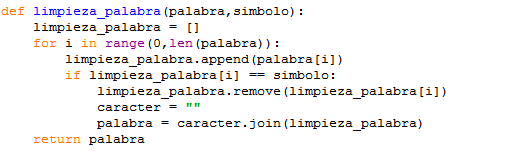 def limpieza_palabra(palabra,simbolo):
    limpieza_palabra = []
    for i in range(0,len(palabra)):
        limpieza_palabra.append(palabra[i])
        if limpieza_palabra[i] == simbolo:
            limpieza_palabra.remove(limpieza_palabra[i])
            caracter = ""
            palabra = caracter.join(limpieza_palabra)
    return palabra